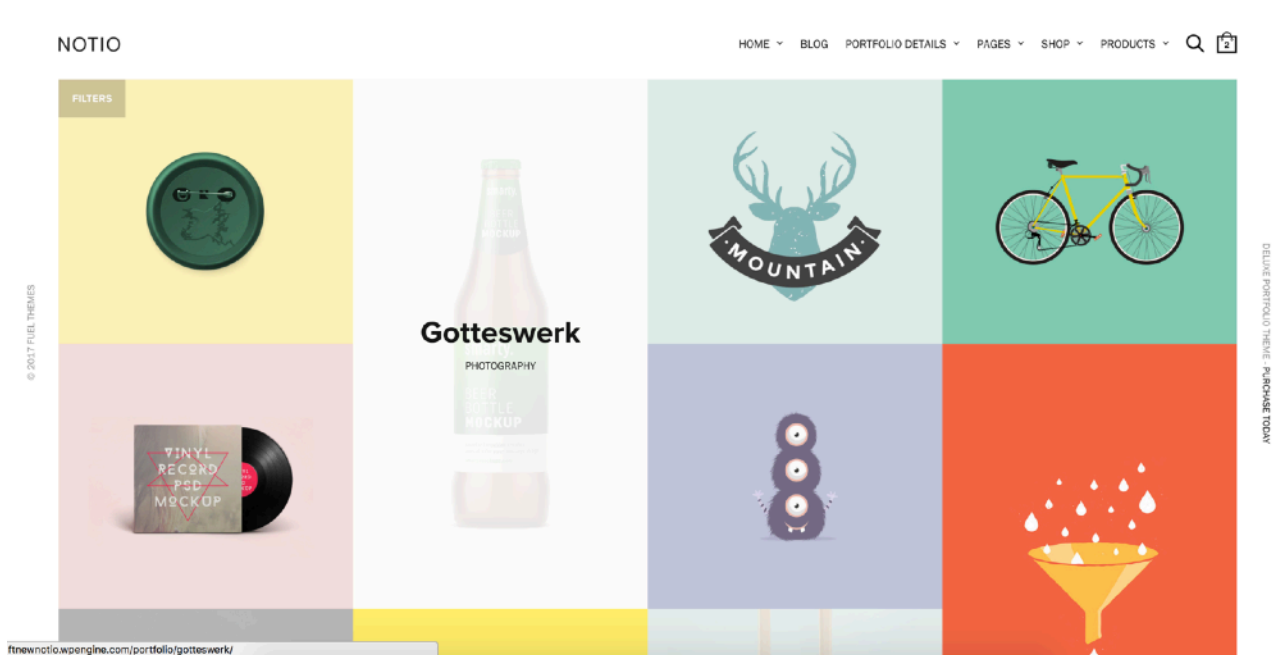 NOTIO
HOME
BLOG
PORTFOLIO DETAILS
PAGES
SHOP
PRODUCTS
2
FILTERS
MOCKUP
Gotteswerk
PHOTOGRAPHY
BEER
BOTTLE
MOCKUP
·MOUNTAIN·
VINYL
RECORD
PSD
MOCKUP
© 2017 FUEL THEMES
DELUXE PORTFOLIO THEME - PURCHASE TODAY
ftnewnotio.wpengine.com/portfolio/gotteswerk/